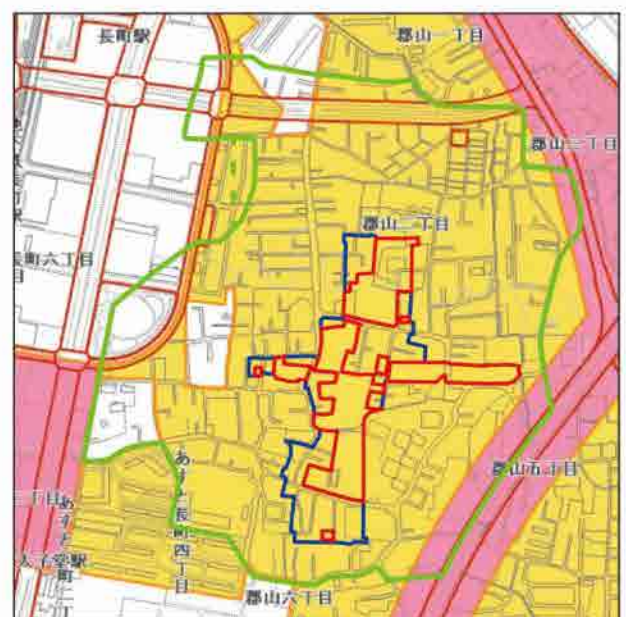 長町駅
郡山一丁目
郡山三丁目
郡山二丁目
長町六丁目
郡山五丁目
あすと長町四丁目
太子堂駅
郡山六丁目